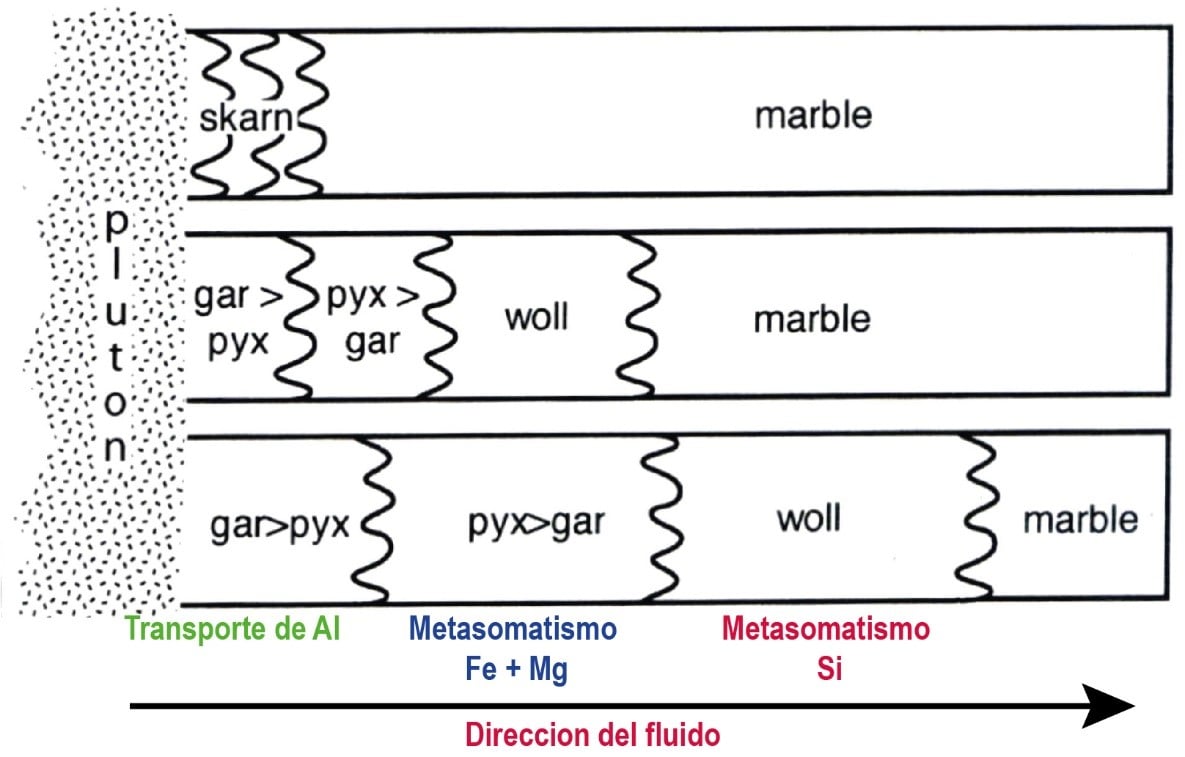 skarn
marble
pluton
gar > pyx > woll marble
pyx gar
gar>pyx pyx>gar woll marble
Transporte de Al Metasomatismo Metasomatismo
Fe + Mg Si
Direccion del fluido